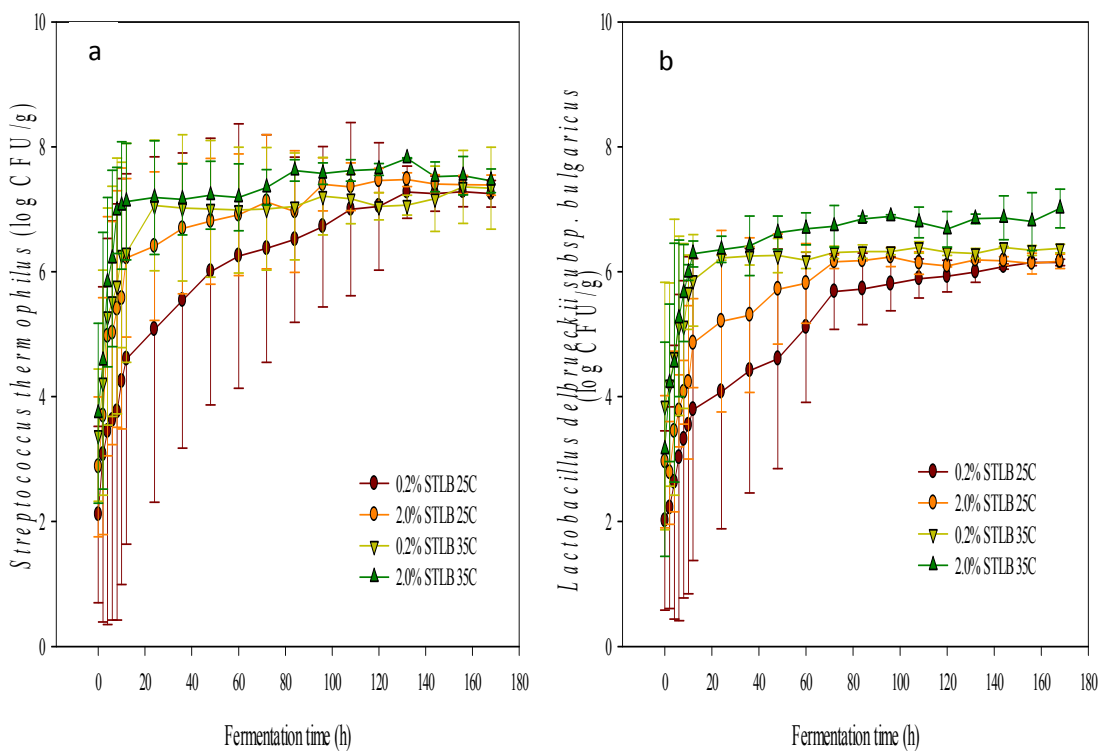 a
Streptococcus thermophilus (log CFU/g)
10
8
6
4
2
0
0 20 40 60 80 100 120 140 160 180
Fermentation time (h)
0.2% STLB 25C
2.0% STLB 25C
0.2% STLB 35C
2.0% STLB 35C
b
Lactobacillus delbrueckii subsp. bulgaricus
(log CFU/g)
10
8
6
4
2
0
0 20 40 60 80 100 120 140 160 180
Fermentation time (h)
0.2% STLB 25C
2.0% STLB 25C
0.2% STLB 35C
2.0% STLB 35C